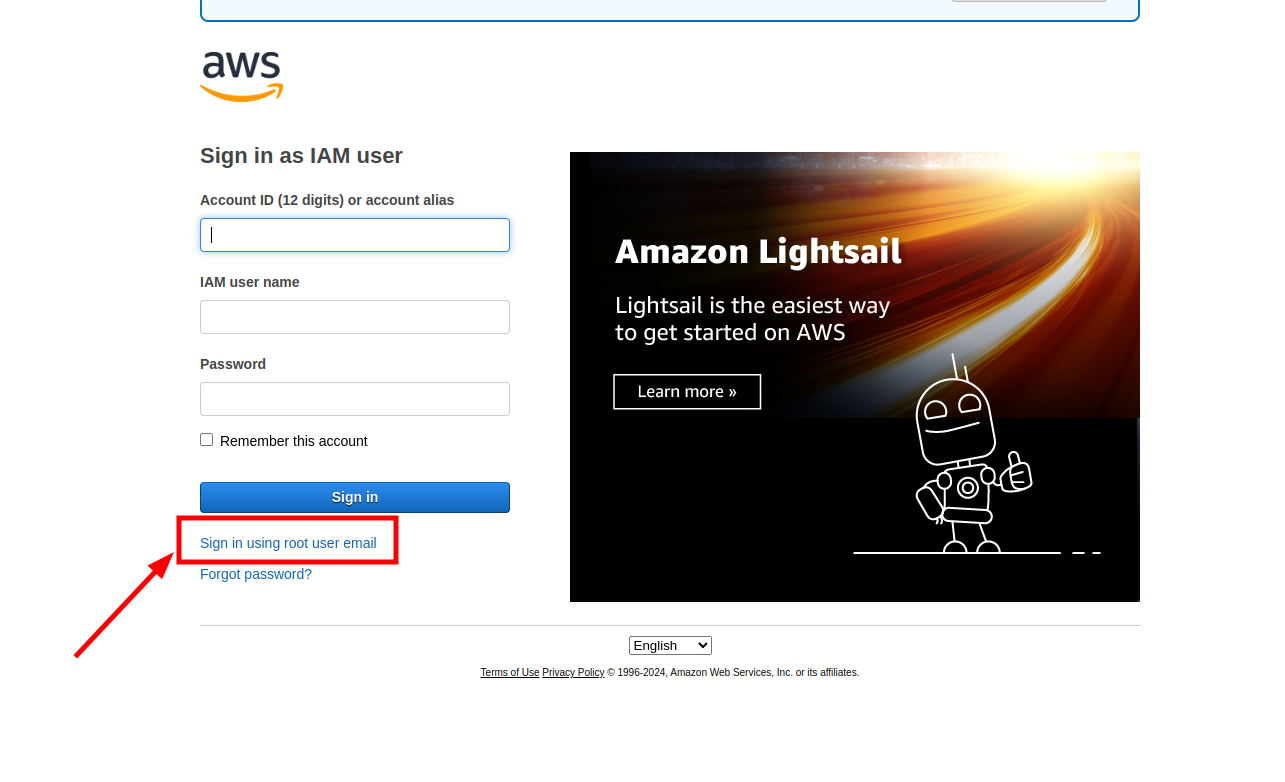 aws
Sign in as IAM user
Account ID (12 digits) or account alias
IAM user name
Password
Remember this account
Sign in
Sign in using root user email
Forgot password?
Amazon Lightsail
Lightsail is the easiest way
to get started on AWS
Learn more »
English
Terms of Use Privacy Policy © 1996-2024, Amazon Web Services, Inc. or its affiliates.